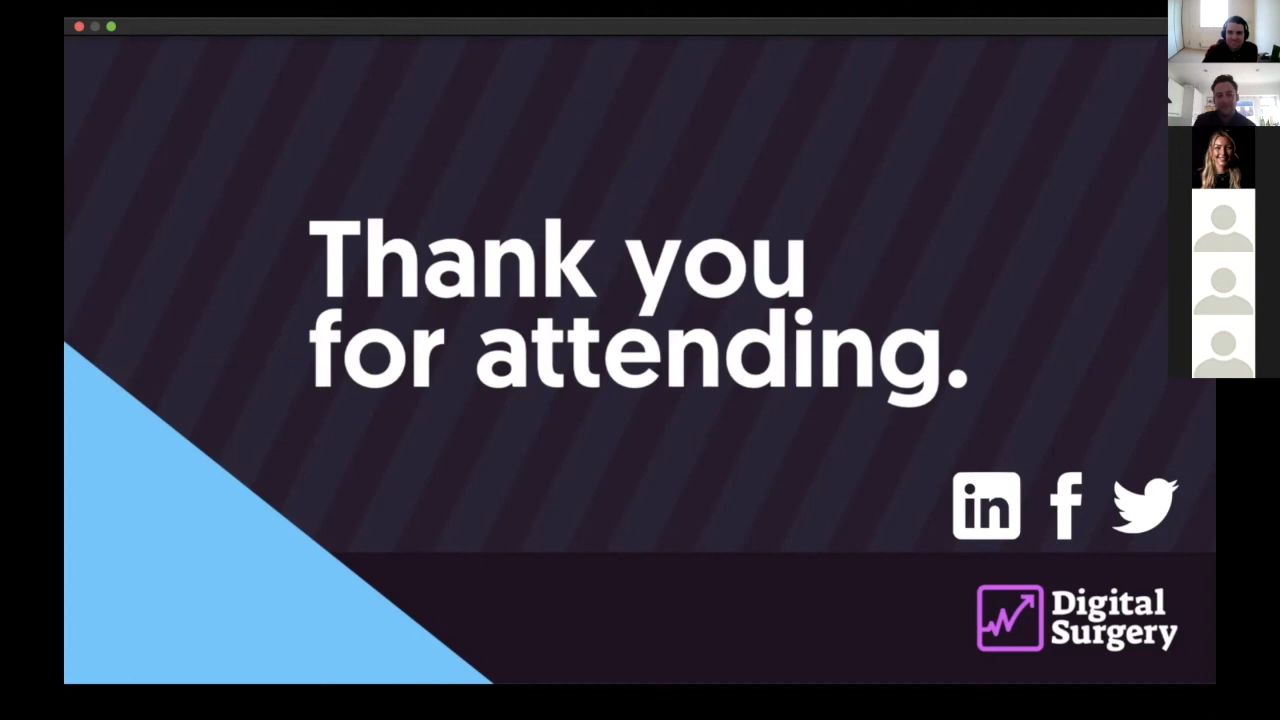 Thank you
for attending.
in f
Digital
Surgery